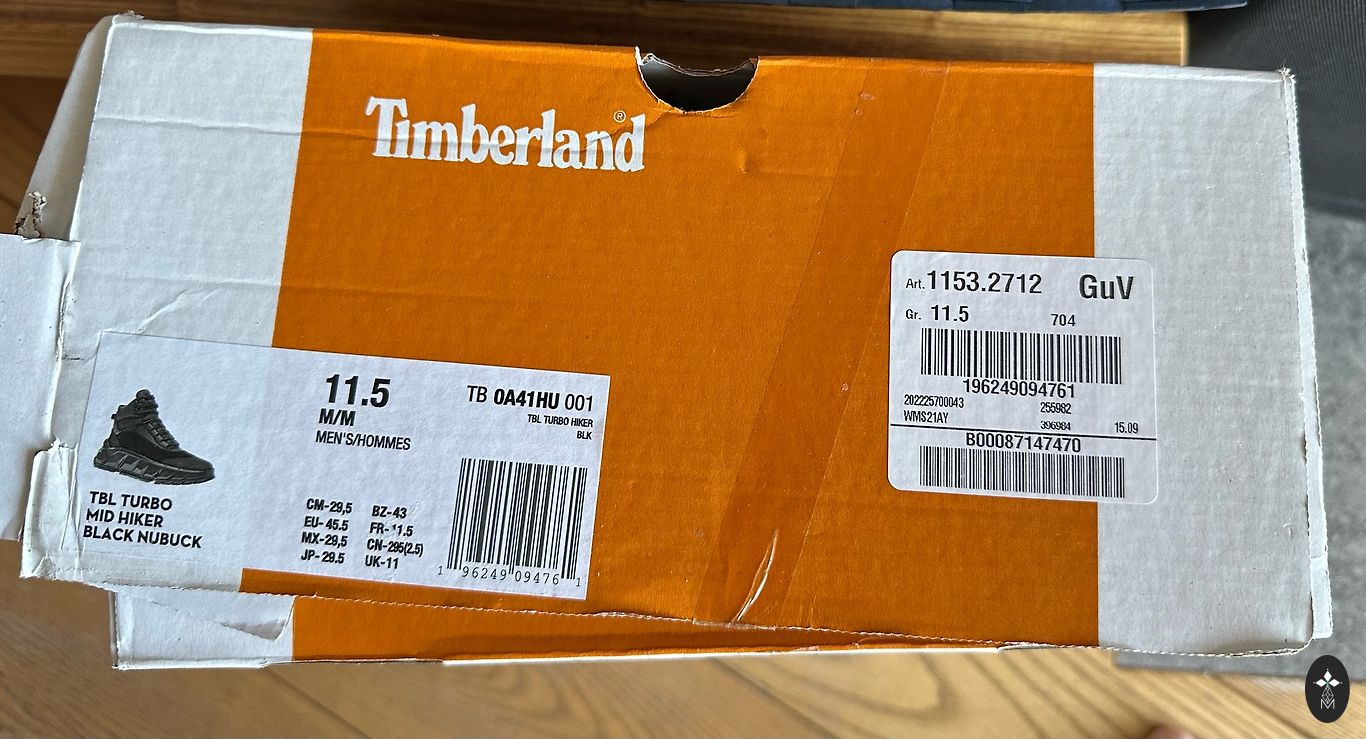 Timberland®
11.5
M/M
MEN'S/HOMMES
TB 0A41HU 001
TBL TURBO HIKER
BLK
TBL TURBO
MID HIKER
BLACK NUBUCK
CM-29,5 BZ-43
EU- 45.5 FR-11.5
MX-29,5 CN-295(2.5)
JP- 29.5 UK-11
1 96249 09476 1
Art. 1153.2712 GuV
Gr. 11.5 704
196249094761
202225700043 255982
WMS21AY 396984 15.09
B00087147470
M